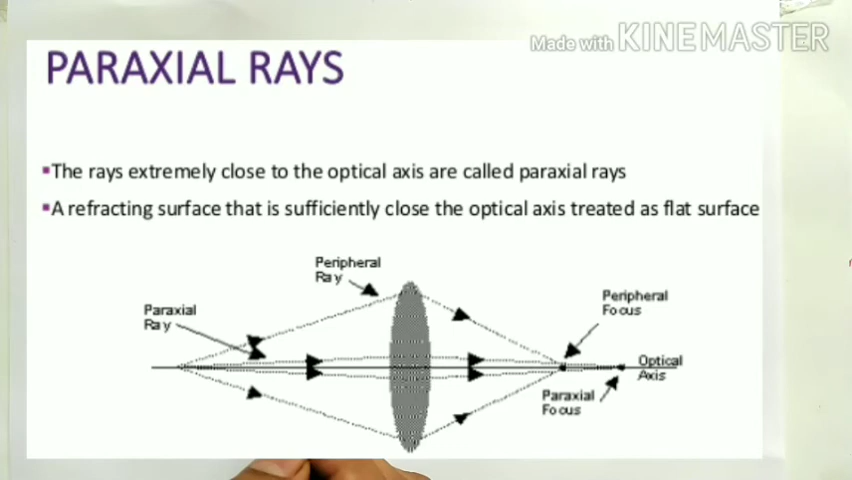 Made with KINEMASTER
PARAXIAL RAYS
▪The rays extremely close to the optical axis are called paraxial rays
▪A refracting surface that is sufficiently close the optical axis treated as flat surface
Peripheral
Ray
Paraxial
Ray
Peripheral
Focus
Optical
Axis
Paraxial
Focus